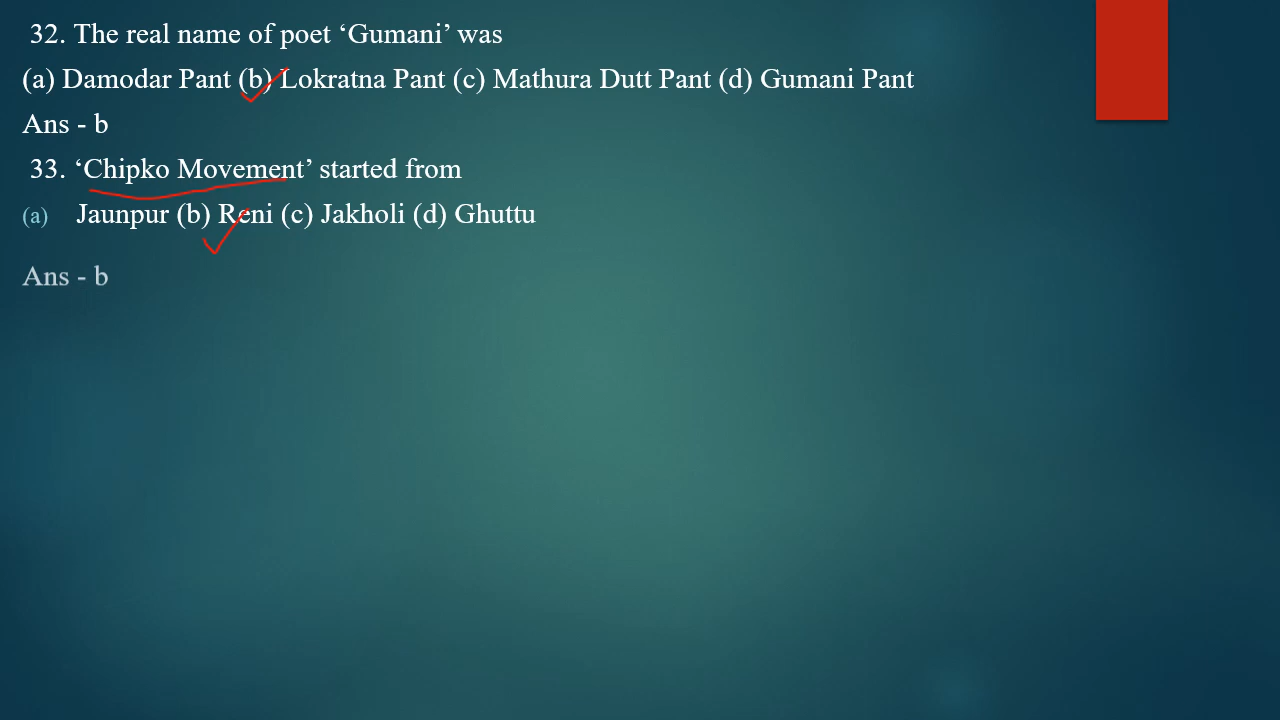 32. The real name of poet ‘Gumani’ was
(a) Damodar Pant (b) Lokratna Pant (c) Mathura Dutt Pant (d) Gumani Pant
Ans - b
33. ‘Chipko Movement’ started from
(a) Jaunpur (b) Reni (c) Jakholi (d) Ghuttu
Ans - b